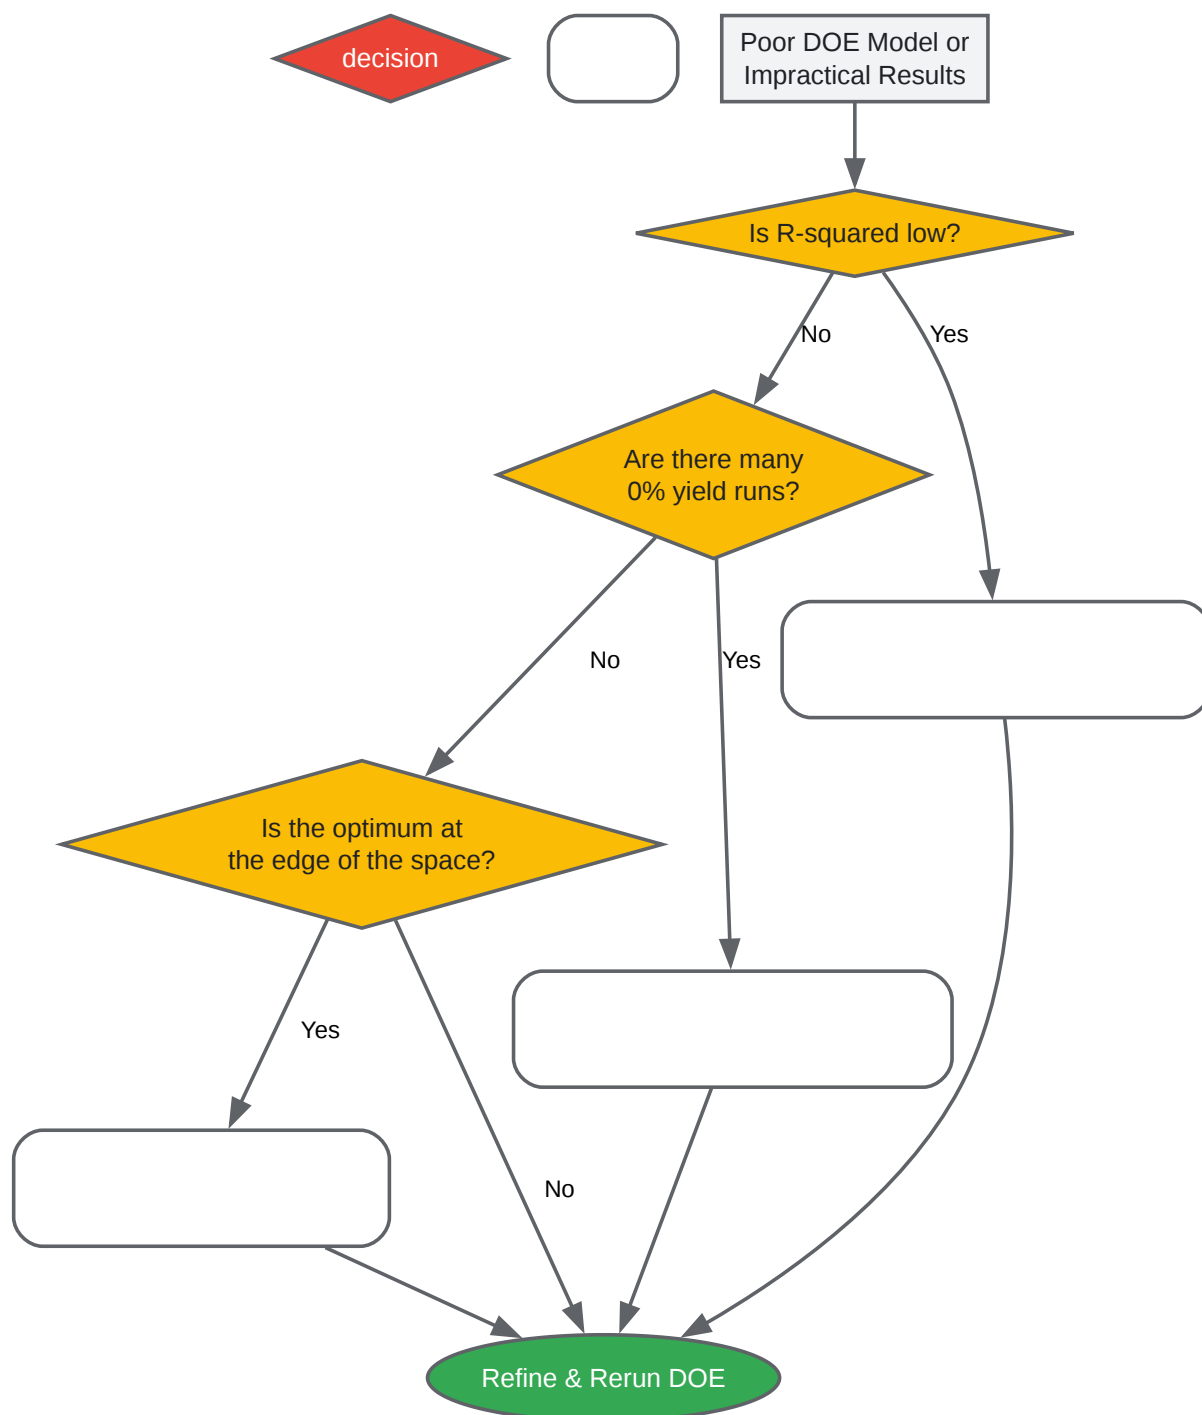 decision
Poor DOE Model or
Impractical Results
Is R-squared low?
No
Yes
Are there many
0% yield runs?
No
Yes
Is the optimum at
the edge of the space?
Yes
No
Refine & Rerun DOE